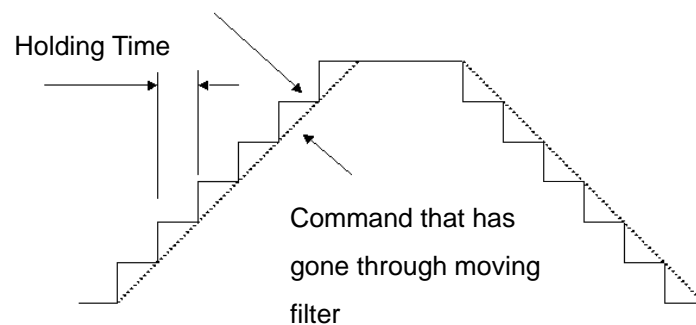 Holding Time
Command that has
gone through moving
filter